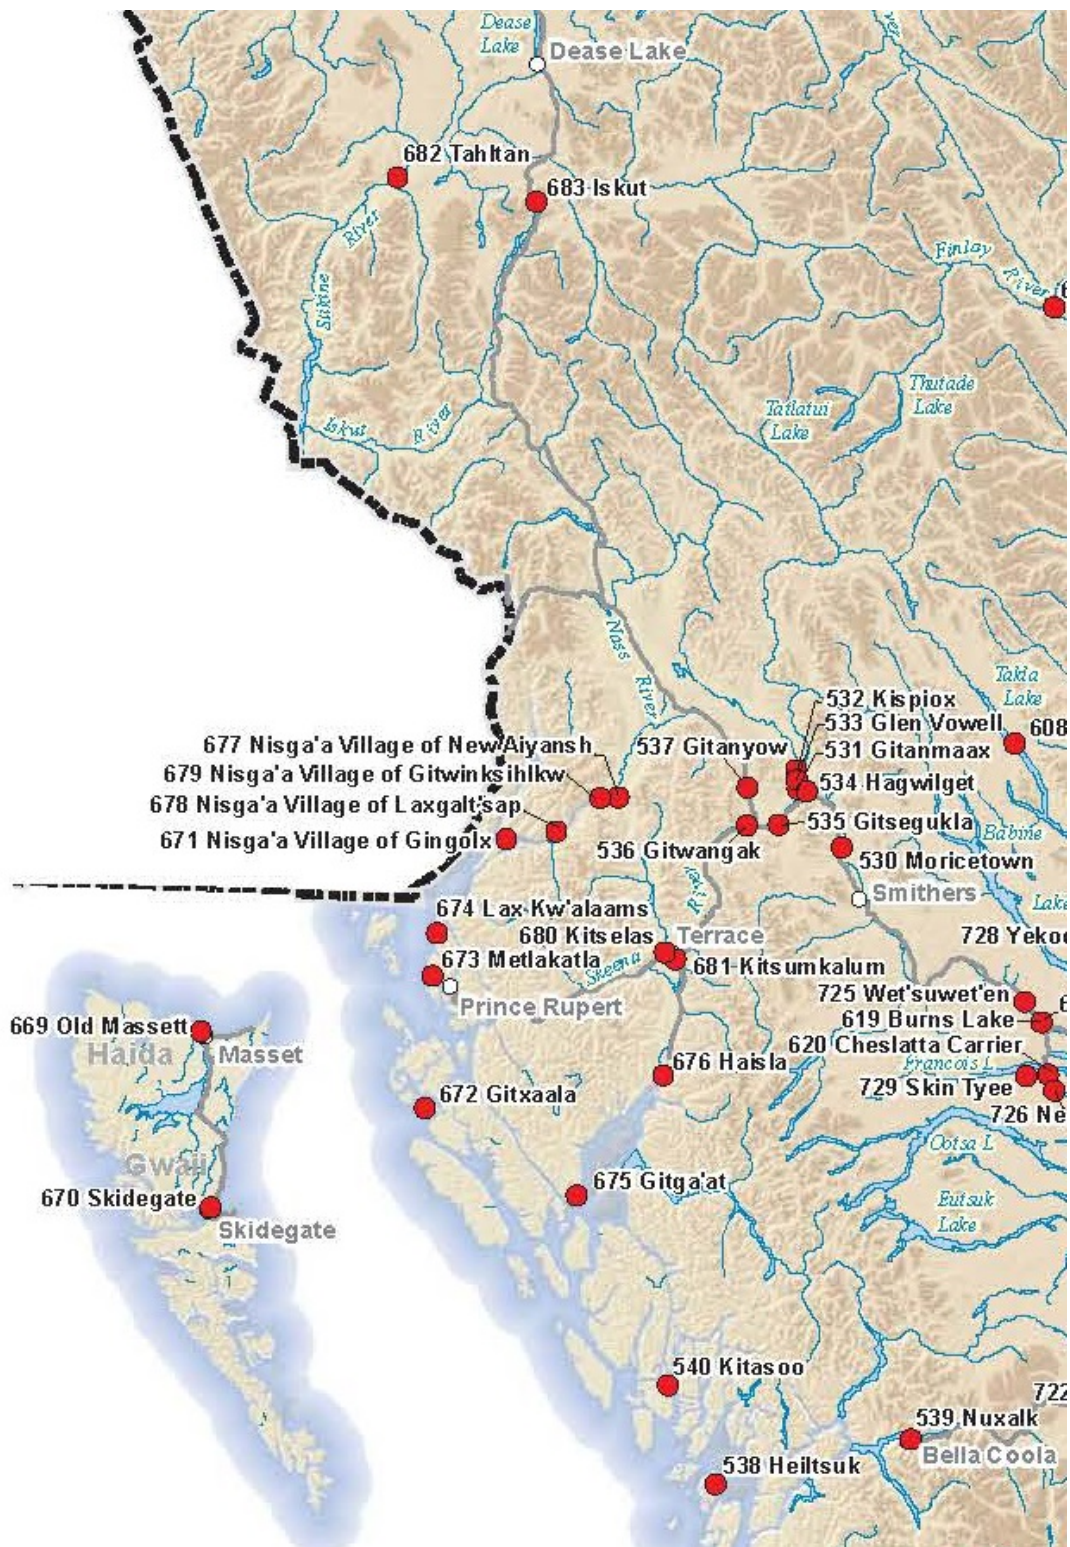 Dease
Lake
Dease Lake
682 Tahltan
683 Iskut
River
Stikine
Finlay
River
Iskut
River
Thutade
Lake
Tatlatui
Lake
Nass
River
Takla
Lake
532 Kispiox
533 Glen Vowell
531 Gitanmaax
534 Hagwilget
608
537 Gitanyow
677 Nisga'a Village of New Aiyansh
679 Nisga'a Village of Gitwinksihlkw
678 Nisga'a Village of Laxgalt'sap
671 Nisga'a Village of Gingolx
535 Gitsegukla
536 Gitwangak
530 Moricetown
Babine
Lake
River
Smithers
674 Lax Kw'alaams
680 Kitselas
Terrace
681 Kitsumkalum
Skeena
673 Metlakatla
Prince Rupert
728 Yekoo
725 Wet'suwet'en
619 Burns Lake
620 Cheslatta Carrier
Francois L
729 Skin Tyee
726 Ne
669 Old Massett
Haida
Masset
676 Haisla
672 Gitxaala
Ootsa L
Gwaii
670 Skidegate
Skidegate
675 Gitga'at
Eutsuk
Lake
540 Kitasoo
722
539 Nuxalk
Bella Coola
538 Heiltsuk